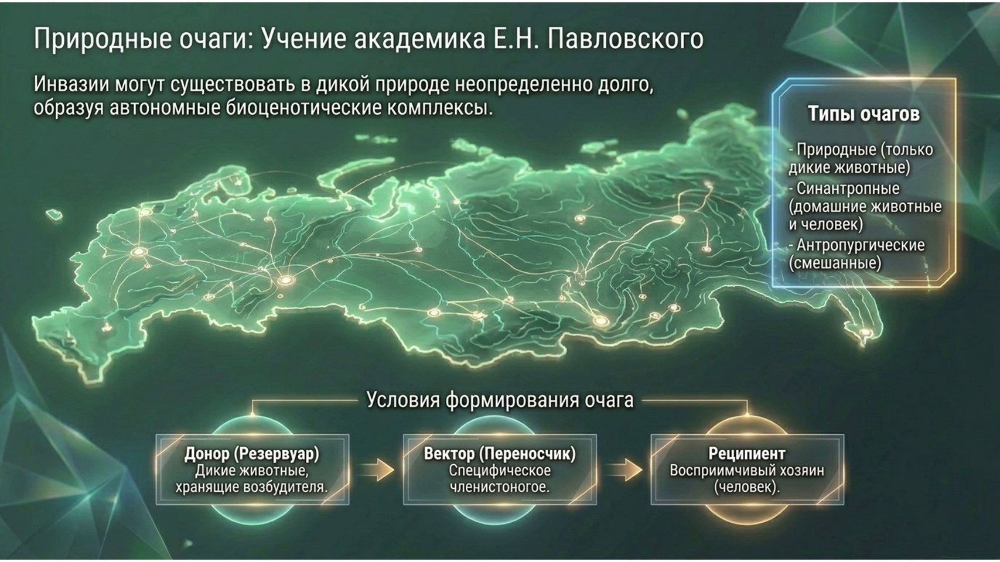 Природные очаги: Учение академика Е.Н. Павловского
Инвазии могут существовать в дикой природе неопределенно долго,
образуя автономные биоценотические комплексы.
Типы очагов
- Природные (только
дикие животные)
- Синантропные
(домашние животные
и человек)
- Антропургические
(смешанные)
Условия формирования очага
Донор (Резервуар)
Дикие животные,
хранящие возбудителя.
Вектор (Переносчик)
Специфическое
членистоногое.
Реципиент
Восприимчивый хозяин
(человек).